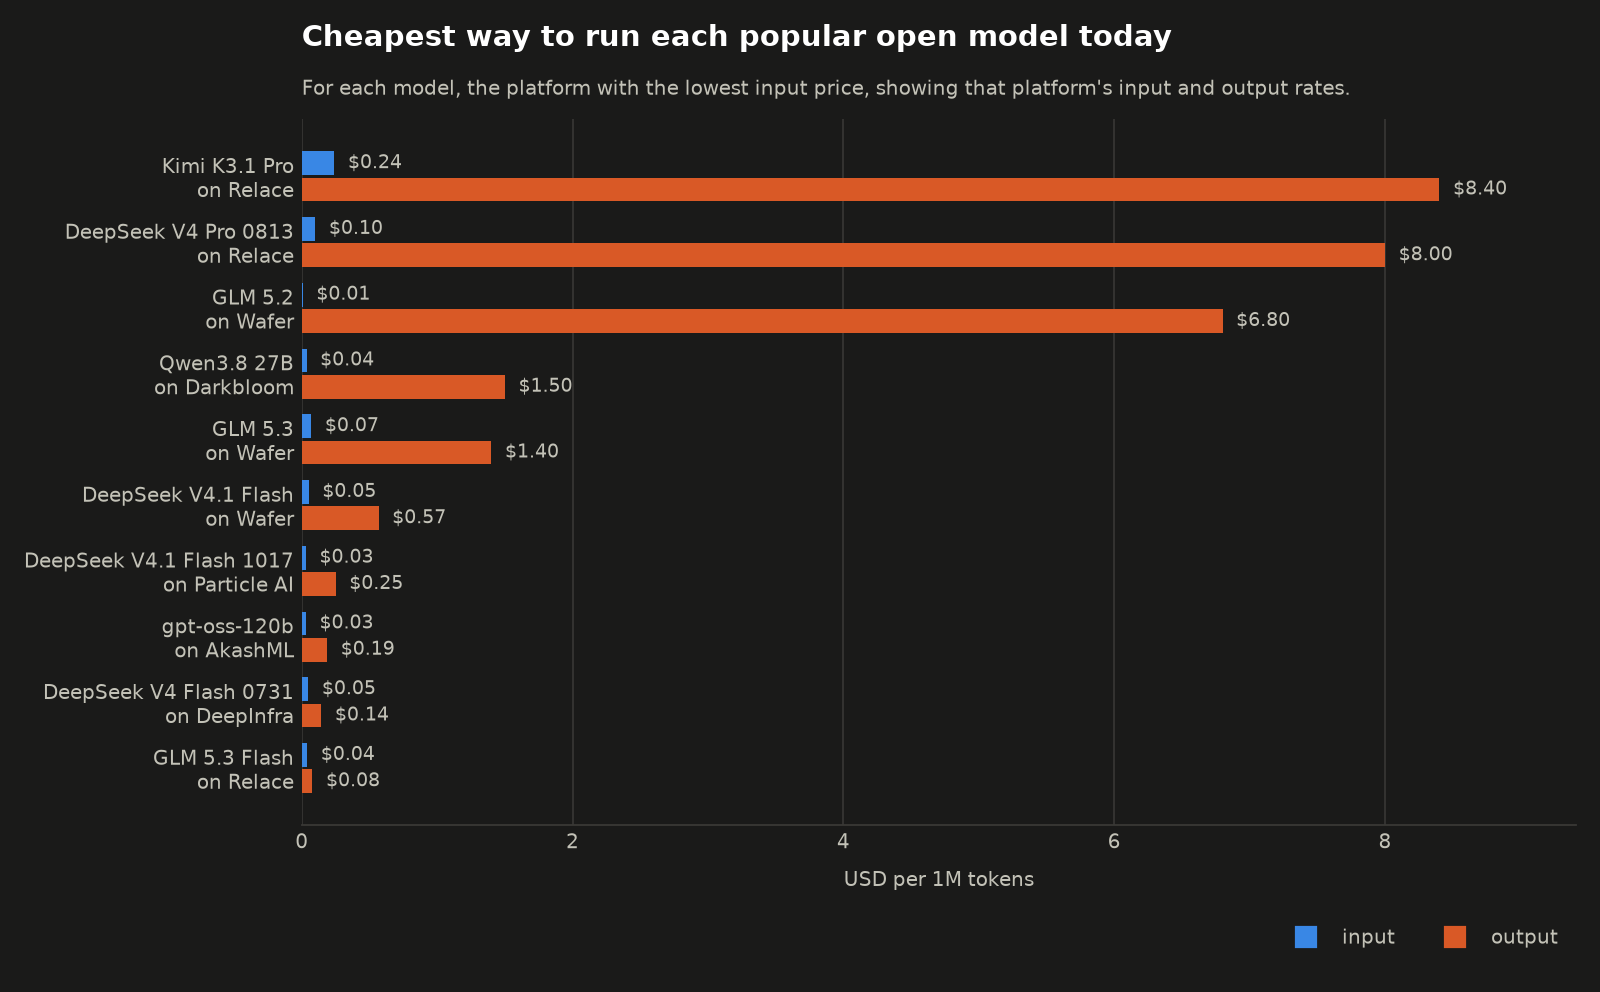 Cheapest way to run each popular open model today
For each model, the platform with the lowest input price, showing that platform's input and output rates.
Kimi K3.1 Pro
on Relace
$0.24
$8.40
DeepSeek V4 Pro 0813
on Relace
$0.10
$8.00
GLM 5.2
on Wafer
$0.01
$6.80
Qwen3.8 27B
on Darkbloom
$0.04
$1.50
GLM 5.3
on Wafer
$0.07
$1.40
DeepSeek V4.1 Flash
on Wafer
$0.05
$0.57
DeepSeek V4.1 Flash 1017
on Particle AI
$0.03
$0.25
gpt-oss-120b
on AkashML
$0.03
$0.19
DeepSeek V4 Flash 0731
on DeepInfra
$0.05
$0.14
GLM 5.3 Flash
on Relace
$0.04
$0.08
0 2 4 6 8
USD per 1M tokens
input output